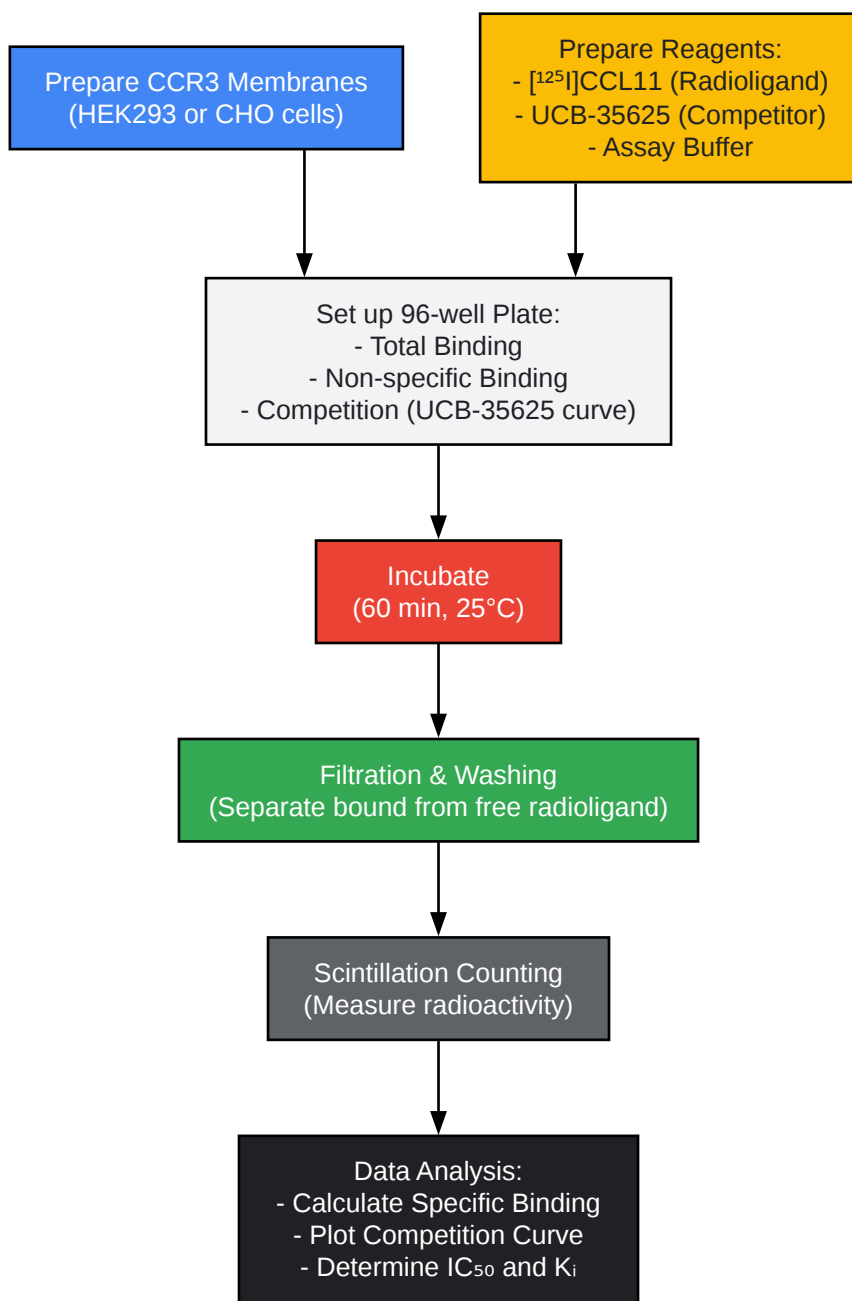 Prepare CCR3 Membranes
(HEK293 or CHO cells)
Prepare Reagents:
- [¹²⁵I]CCL11 (Radioligand)
- UCB-35625 (Competitor)
- Assay Buffer
Set up 96-well Plate:
- Total Binding
- Non-specific Binding
- Competition (UCB-35625 curve)
Incubate
(60 min, 25°C)
Filtration & Washing
(Separate bound from free radioligand)
Scintillation Counting
(Measure radioactivity)
Data Analysis:
- Calculate Specific Binding
- Plot Competition Curve
- Determine IC₅₀ and Kᵢ